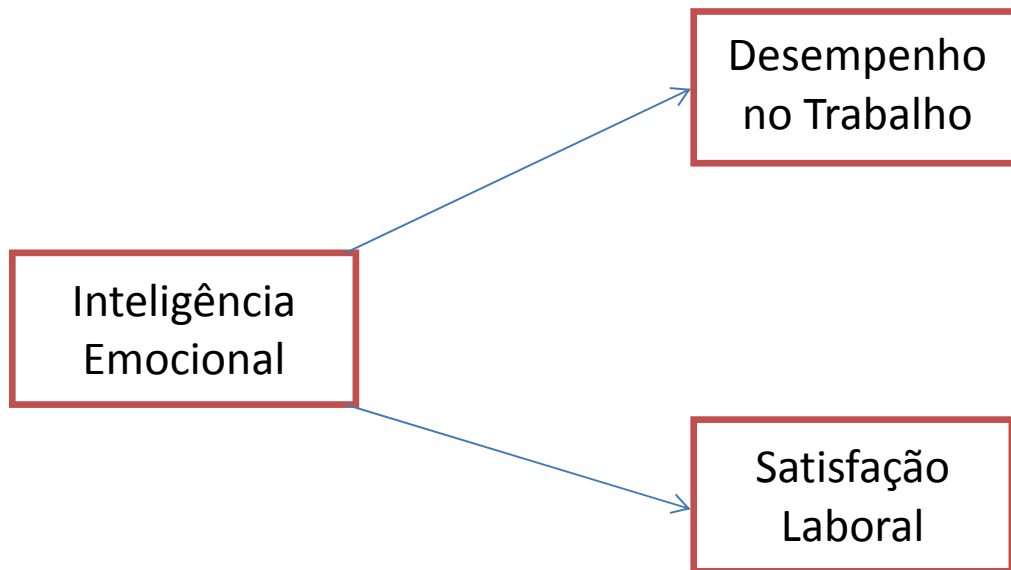 Desempenho
no Trabalho
Inteligência
Emocional
Satisfação
Laboral